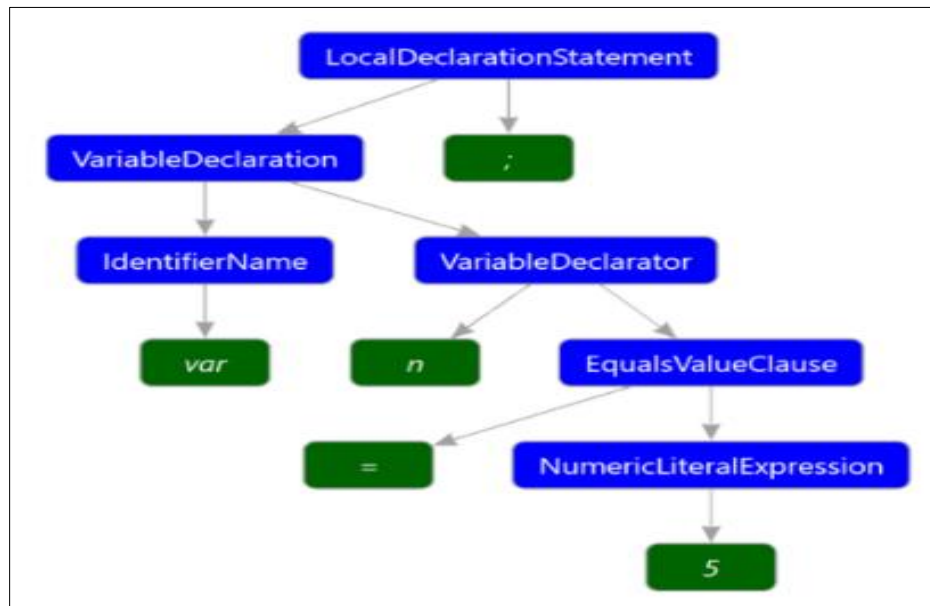 LocalDeclarationStatement
VariableDeclaration
;
IdentifierName
VariableDeclarator
var
n
EqualsValueClause
=
NumericLiteralExpression
5